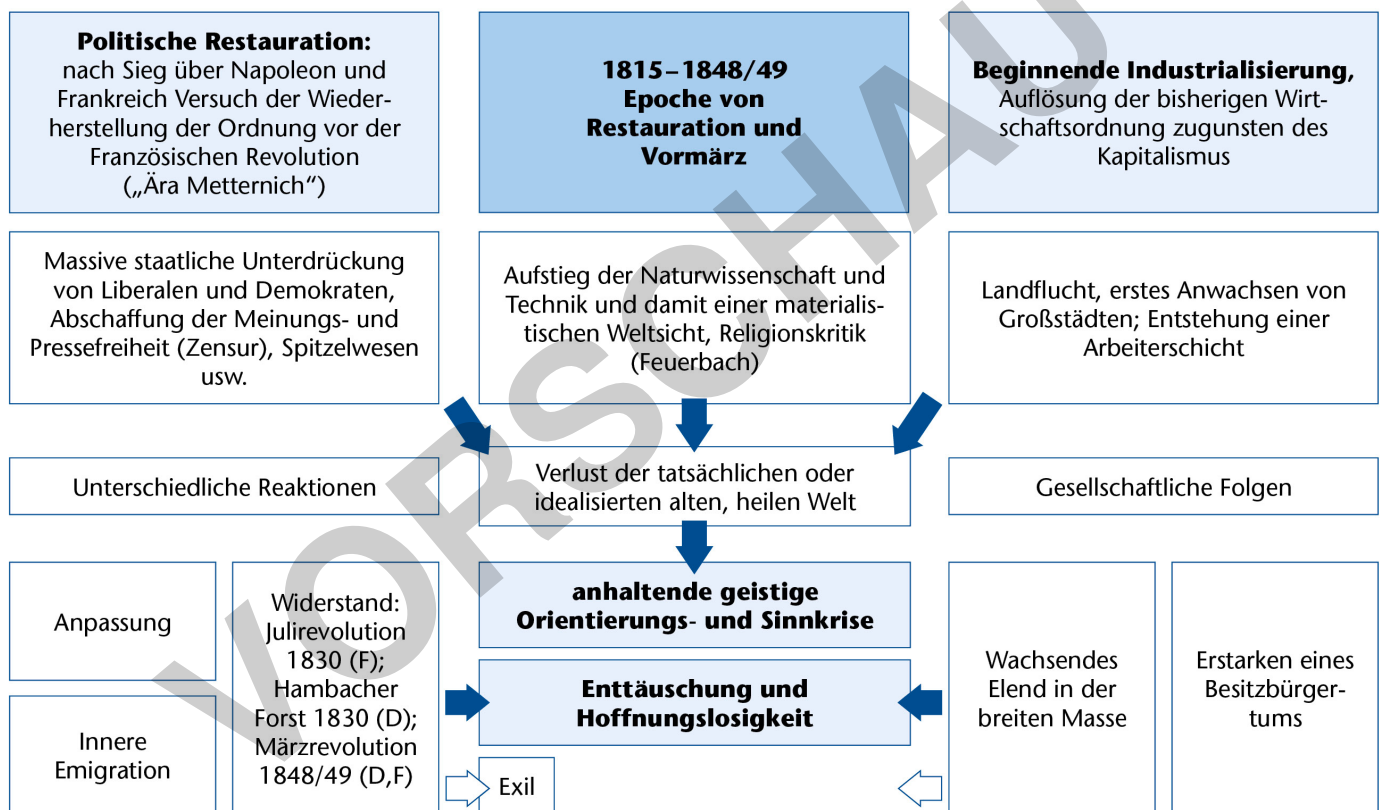 Politische Restauration:
nach Sieg über Napoleon und
Frankreich Versuch der Wieder-
herstellung der Ordnung vor der
Französischen Revolution
(„Ära Metternich“)
1815–1848/49
Epoche von
Restauration und
Vormärz
Beginnende Industrialisierung,
Auflösung der bisherigen Wirt-
schaftsordnung zugunsten des
Kapitalismus
Massive staatliche Unterdrückung
von Liberalen und Demokraten,
Abschaffung der Meinungs- und
Pressefreiheit (Zensur), Spitzelwesen
usw.
Aufstieg der Naturwissenschaft und
Technik und damit einer materialis-
tischen Weltsicht, Religionskritik
(Feuerbach)
Landflucht, erstes Anwachsen von
Großstädten; Entstehung einer
Arbeiterschicht
Unterschiedliche Reaktionen
Verlust der tatsächlichen oder
idealisierten alten, heilen Welt
Gesellschaftliche Folgen
Anpassung
Innere
Emigration
Widerstand:
Julirevolution
1830 (F);
Hambacher
Forst 1830 (D);
Märzrevolution
1848/49 (D,F)
anhaltende geistige
Orientierungs- und Sinnkrise
Enttäuschung und
Hoffnungslosigkeit
Exil
Wachsendes
Elend in der
breiten Masse
Erstarken eines
Besitzbürger-
tums
VORSCHAU